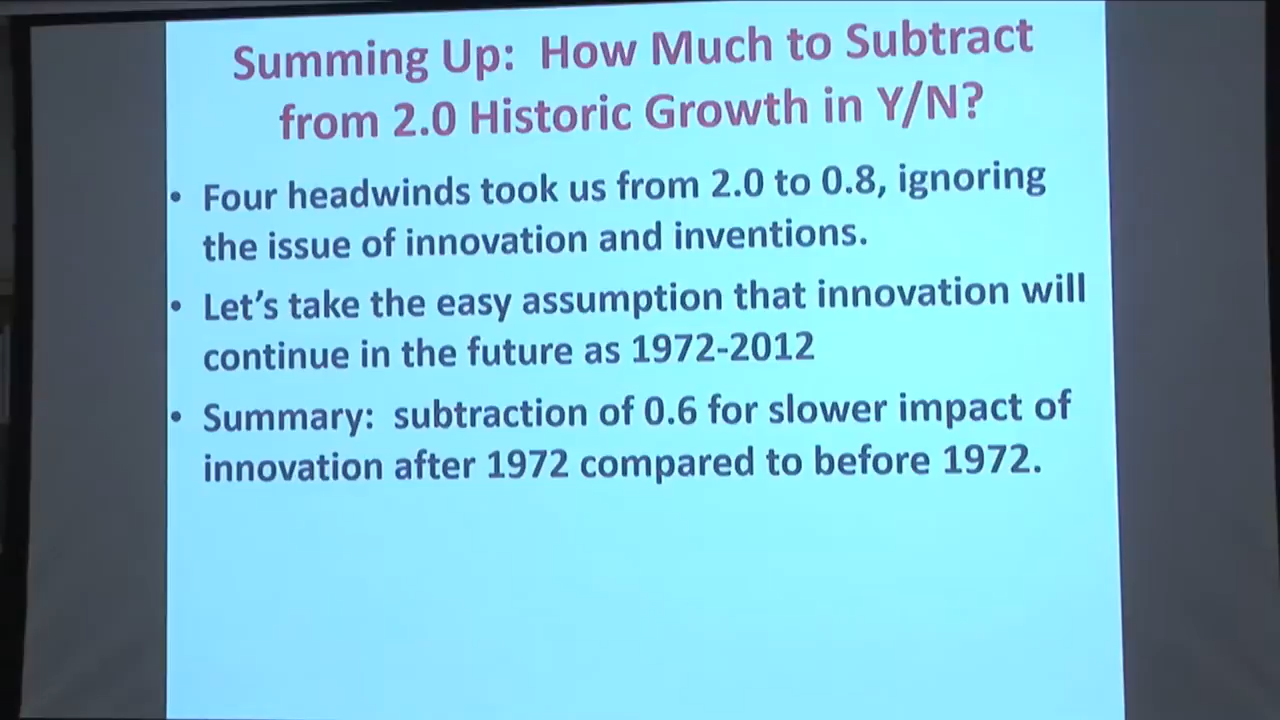 Summing Up:  How Much to Subtract
from 2.0 Historic Growth in Y/N?
• Four headwinds took us from 2.0 to 0.8, ignoring
the issue of innovation and inventions.
• Let's take the easy assumption that innovation will
continue in the future as 1972-2012
• Summary:  subtraction of 0.6 for slower impact of
innovation after 1972 compared to before 1972.